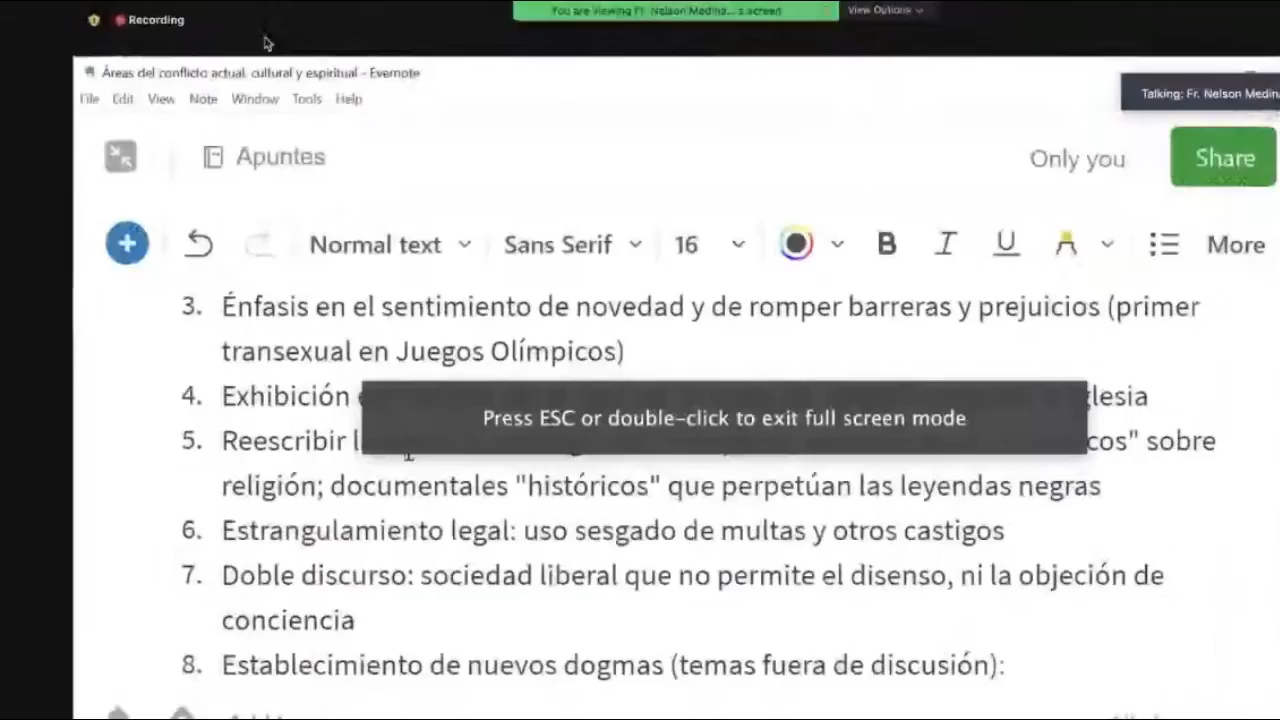 Recording
You are viewing Fr. Nelson Medina... s screen
View Options
Áreas del conflicto actual, cultural y espiritual - Evernote
File Edit View Note Window Tools Help
Talking: Fr. Nelson Medina
Apuntes
Only you
Share
Normal text
Sans Serif
16
B I U
More
3. Énfasis en el sentimiento de novedad y de romper barreras y prejuicios (primer
transexual en Juegos Olímpicos)
4. Exhibición
Press ESC or double-click to exit full screen mode
5. Reescribir
cos" sobre
religión; documentales "históricos" que perpetúan las leyendas negras
6. Estrangulamiento legal: uso sesgado de multas y otros castigos
7. Doble discurso: sociedad liberal que no permite el disenso, ni la objeción de
conciencia
8. Establecimiento de nuevos dogmas (temas fuera de discusión):